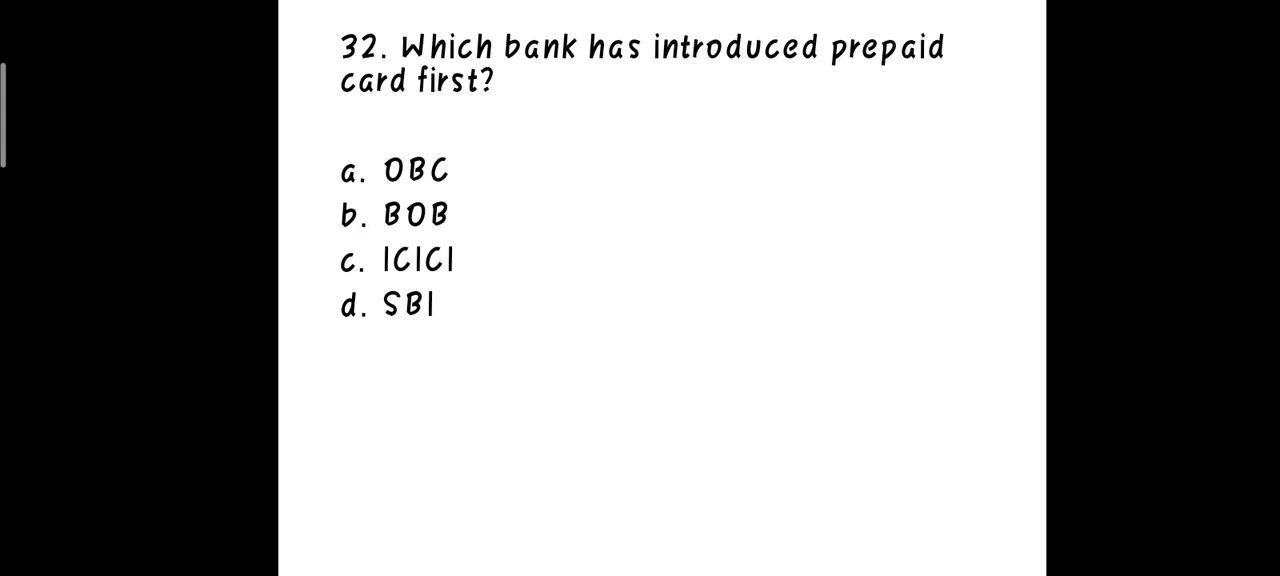 32. Which bank has introduced prepaid
card first?
a. OBC
b. BOB
c. ICICI
d. SBI